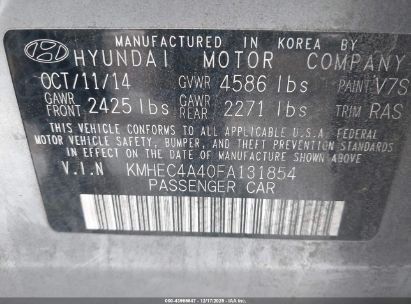 MANUFACTURED IN KOREA BY
HYUNDAI MOTOR COMPANY
OCT/11/14 GVWR 4586 lbs PAINT V7S
GAWR FRONT 2425 lbs GAWR REAR 2271 lbs TRIM RAS
THIS VEHICLE CONFORMS TO ALL APPLICABLE U.S.A. FEDERAL
MOTOR VEHICLE SAFETY, BUMPER, AND THEFT PREVENTION STANDARDS
IN EFFECT ON THE DATE OF MANUFACTURE SHOWN ABOVE.
V.I.N KMHEC4A40FA131854
PASSENGER CAR